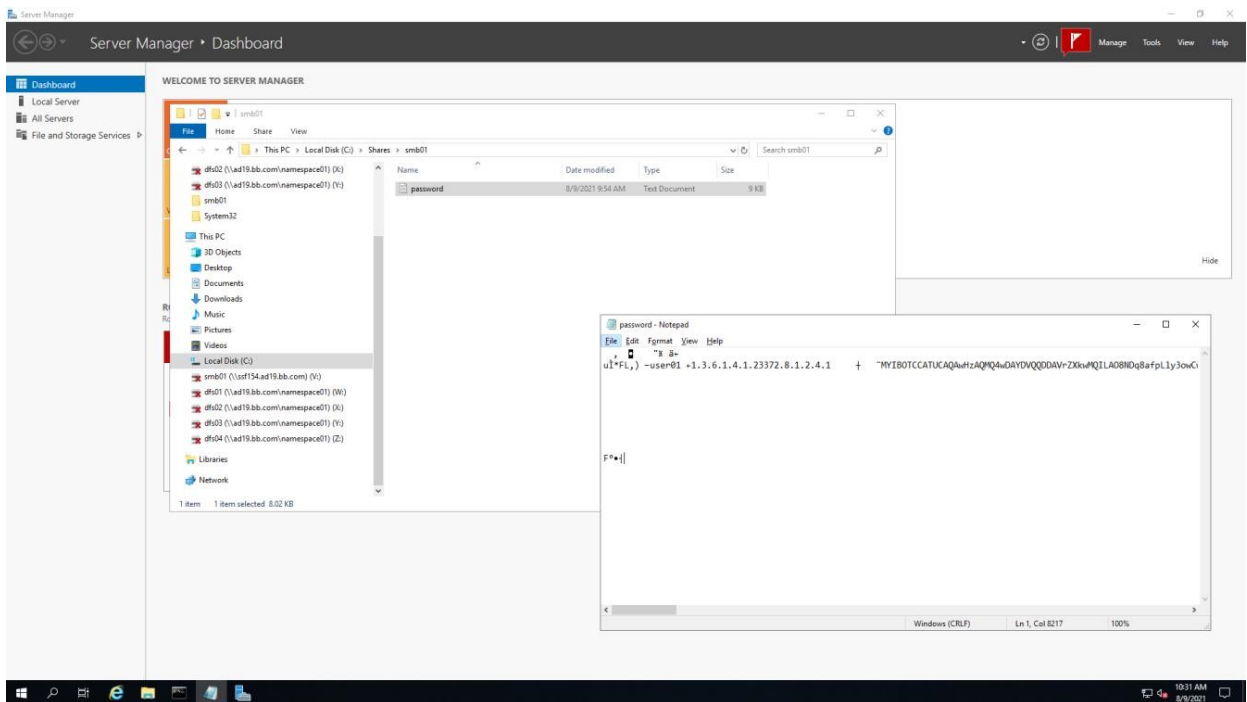 Server Manager
Server Manager • Dashboard
Manage Tools View Help
Dashboard
Local Server
All Servers
File and Storage Services
WELCOME TO SERVER MANAGER
smb01
File Home Share View
This PC > Local Disk (C:) > Shares > smb01
Search smb01
dfs02 (\\ad19.bb.com\namespace01) (X:)
dfs03 (\\ad19.bb.com\namespace01) (Y:)
smb01
System32
This PC
3D Objects
Desktop
Documents
Downloads
Music
Pictures
Videos
Local Disk (C:)
smb01 (\\ssf154.ad19.bb.com) (V:)
dfs01 (\\ad19.bb.com\namespace01) (W:)
dfs02 (\\ad19.bb.com\namespace01) (X:)
dfs03 (\\ad19.bb.com\namespace01) (Y:)
dfs04 (\\ad19.bb.com\namespace01) (Z:)
Libraries
Network
Name Date modified Type Size
password 8/9/2021 9:54 AM Text Document 9 KB
1 item 1 item selected 8.02 KB
Hide
password - Notepad
File Edit Format View Help
-user01 +1.3.6.1.4.1.23372.8.1.2.4.1
Windows (CRLF) Ln 1, Col 8217 100%
10:31 AM
8/9/2021